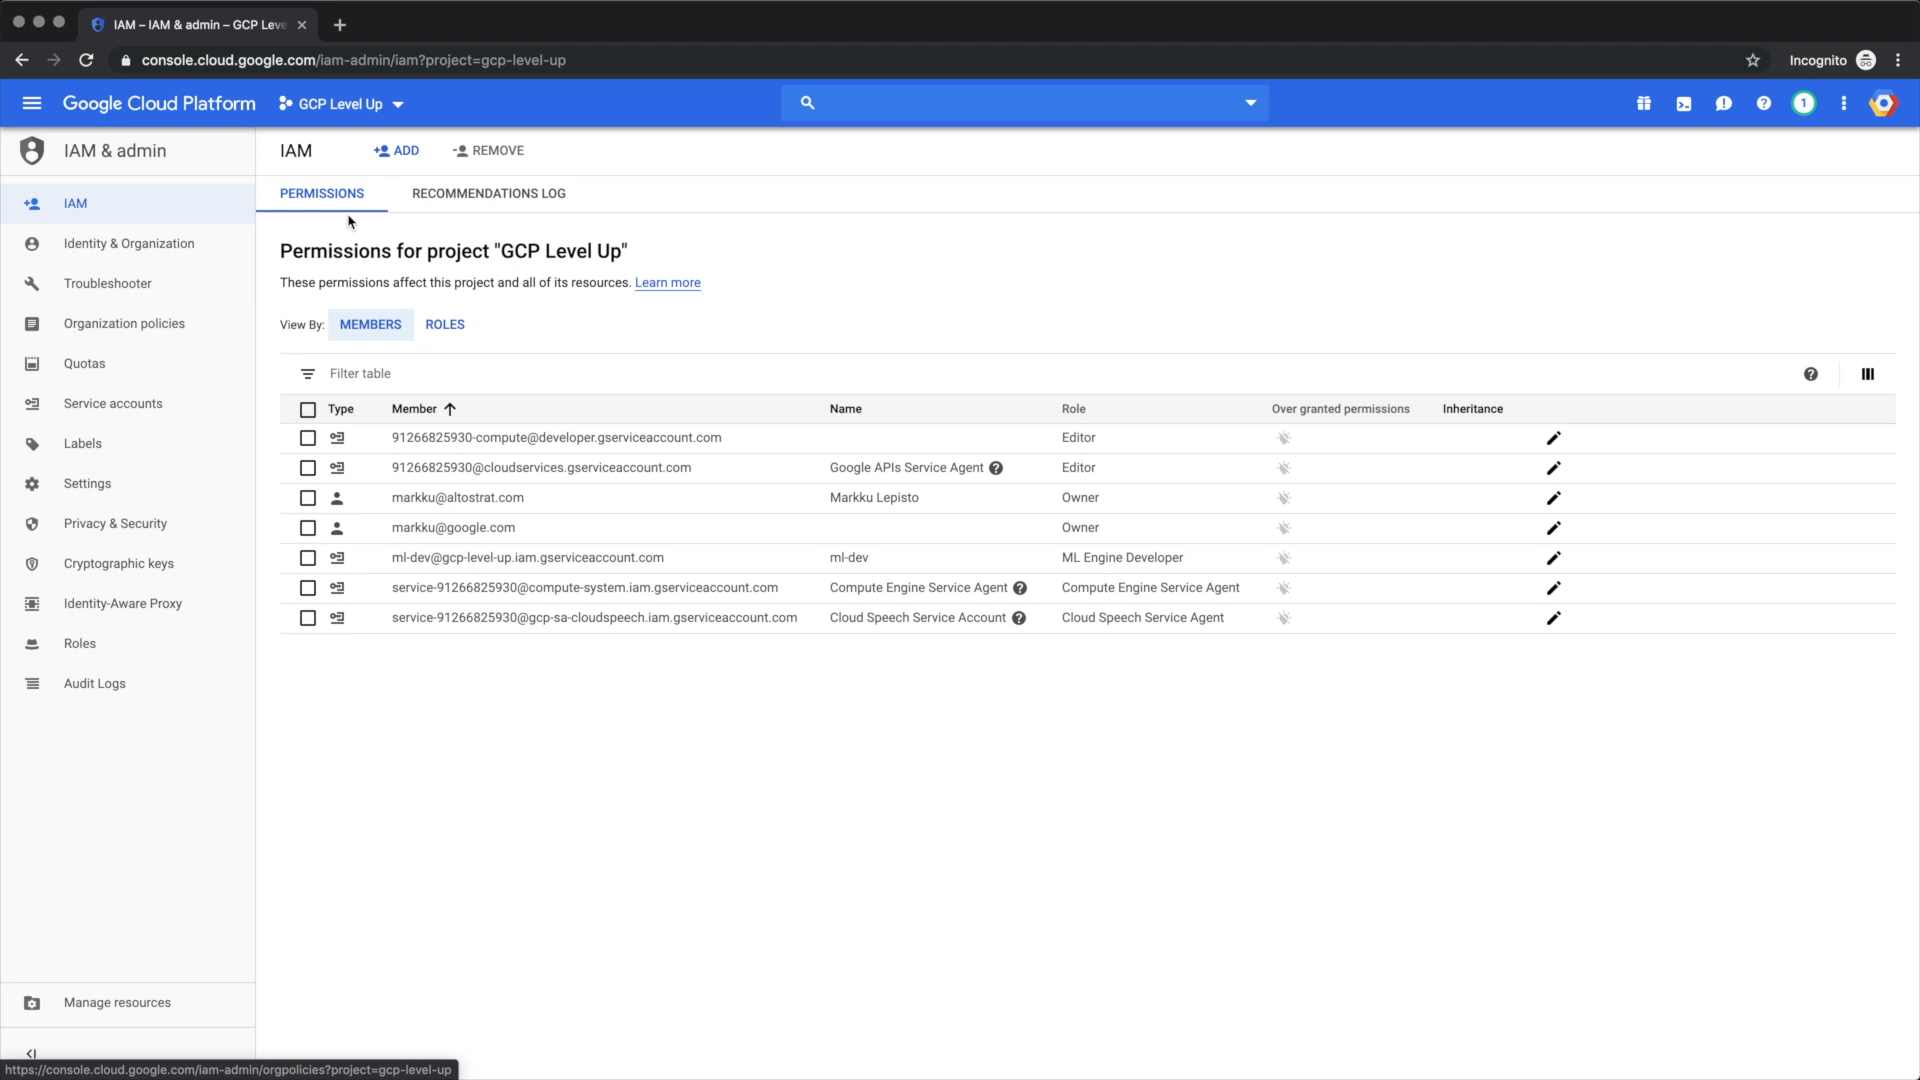 IAM – IAM & admin – GCP Leve
console.cloud.google.com/iam-admin/iam?project=gcp-level-up
Incognito
Google Cloud Platform
GCP Level Up
1
IAM & admin
IAM
ADD
REMOVE
IAM
Identity & Organization
Troubleshooter
Organization policies
Quotas
Service accounts
Labels
Settings
Privacy & Security
Cryptographic keys
Identity-Aware Proxy
Roles
Audit Logs
Manage resources
PERMISSIONS RECOMMENDATIONS LOG
Permissions for project "GCP Level Up"
These permissions affect this project and all of its resources. Learn more
View By: MEMBERS ROLES
Filter table
Type Member Name Role Over granted permissions Inheritance
91266825930-compute@developer.gserviceaccount.com Editor
91266825930@cloudservices.gserviceaccount.com Google APIs Service Agent Editor
markku@altostrat.com Markku Lepisto Owner
markku@google.com Owner
ml-dev@gcp-level-up.iam.gserviceaccount.com ml-dev ML Engine Developer
service-91266825930@compute-system.iam.gserviceaccount.com Compute Engine Service Agent Compute Engine Service Agent
service-91266825930@gcp-sa-cloudspeech.iam.gserviceaccount.com Cloud Speech Service Account Cloud Speech Service Agent
https://console.cloud.google.com/iam-admin/orgpolicies?project=gcp-level-up